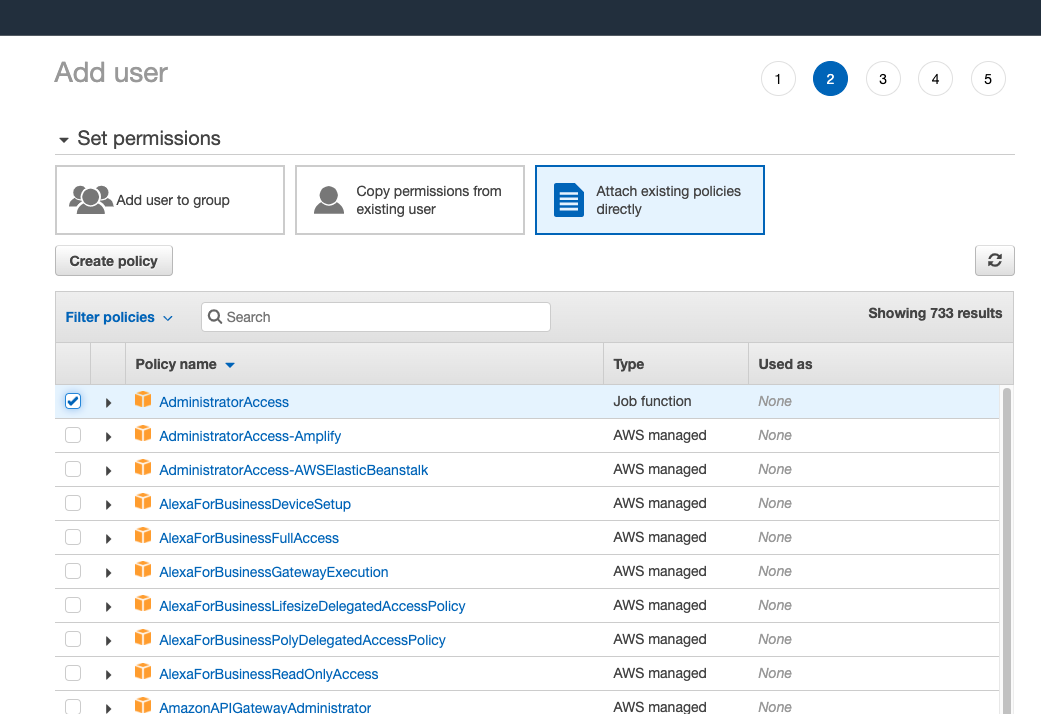 Add user
1 2 3 4 5
Set permissions
Add user to group
Copy permissions from
existing user
Attach existing policies
directly
Create policy
Filter policies Search Showing 733 results
Policy name Type Used as
AdministratorAccess Job function None
AdministratorAccess-Amplify AWS managed None
AdministratorAccess-AWSElasticBeanstalk AWS managed None
AlexaForBusinessDeviceSetup AWS managed None
AlexaForBusinessFullAccess AWS managed None
AlexaForBusinessGatewayExecution AWS managed None
AlexaForBusinessLifesizeDelegatedAccessPolicy AWS managed None
AlexaForBusinessPolyDelegatedAccessPolicy AWS managed None
AlexaForBusinessReadOnlyAccess AWS managed None
AmazonAPIGatewayAdministrator AWS managed None